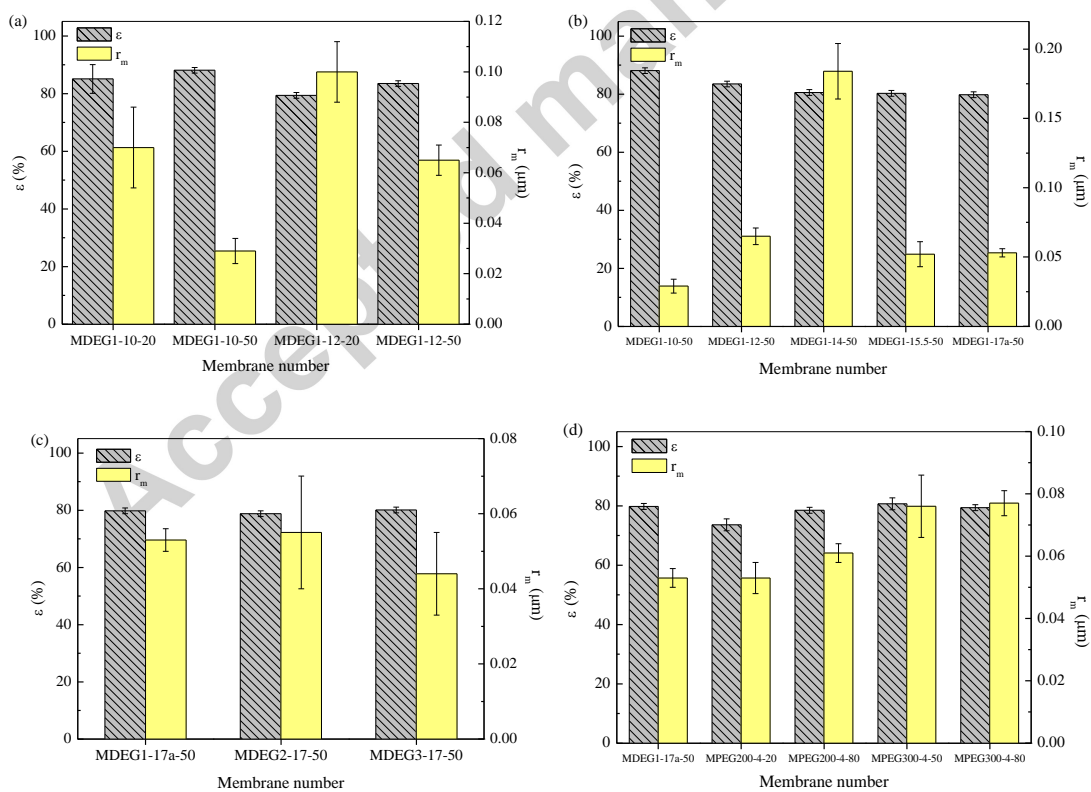 (a)
ε
r_m
100
80
60
40
20
0
ε (%)
0.12
0.10
0.08
0.06
0.04
0.02
0.00
r_m (μm)
MDEG1-10-20 MDEG1-10-50 MDEG1-12-20 MDEG1-12-50
Membrane number
(b)
ε
r_m
100
80
60
40
20
0
ε (%)
0.20
0.15
0.10
0.05
0.00
r_m (μm)
MDEG1-10-50 MDEG1-12-50 MDEG1-14-50 MDEG1-15.5-50 MDEG1-17a-50
Membrane number
(c)
ε
r_m
100
80
60
40
20
0
ε (%)
0.08
0.06
0.04
0.02
0.00
r_m (μm)
MDEG1-17a-50 MDEG2-17-50 MDEG3-17-50
Membrane number
(d)
ε
r_m
100
80
60
40
20
0
ε (%)
0.10
0.08
0.06
0.04
0.02
0.00
r_m (μm)
MDEG1-17a-50 MPEG200-4-20 MPEG200-4-80 MPEG300-4-50 MPEG300-4-80
Membrane number
Accepted man